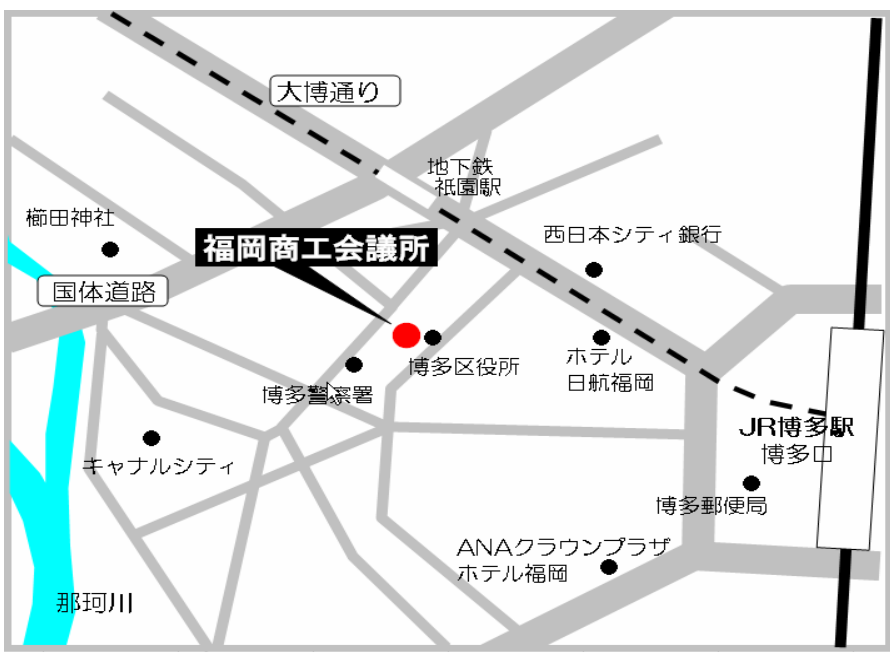 大博通り
地下鉄
祇園駅
櫛田神社
福岡商工会議所
西日本シティ銀行
国体道路
博多区役所
ホテル
日航福岡
博多警察署
JR博多駅
博多口
キャナルシティ
博多郵便局
ANAクラウンプラザ
ホテル福岡
那珂川